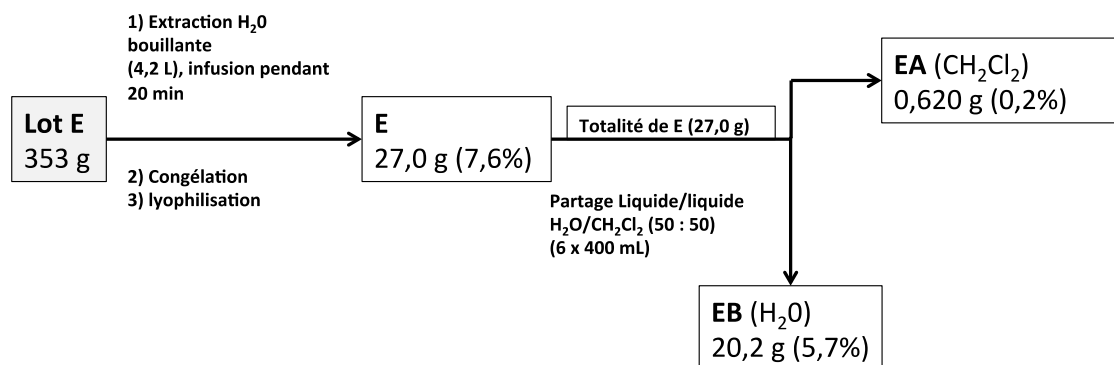 1) Extraction H₂0
bouillante
(4,2 L), infusion pendant
20 min
Lot E
353 g
2) Congélation
3) lyophilisation
E
27,0 g (7,6%)
Totalité de E (27,0 g)
Partage Liquide/liquide
H₂O/CH₂Cl₂ (50 : 50)
(6 x 400 mL)
EA (CH₂Cl₂)
0,620 g (0,2%)
EB (H₂0)
20,2 g (5,7%)